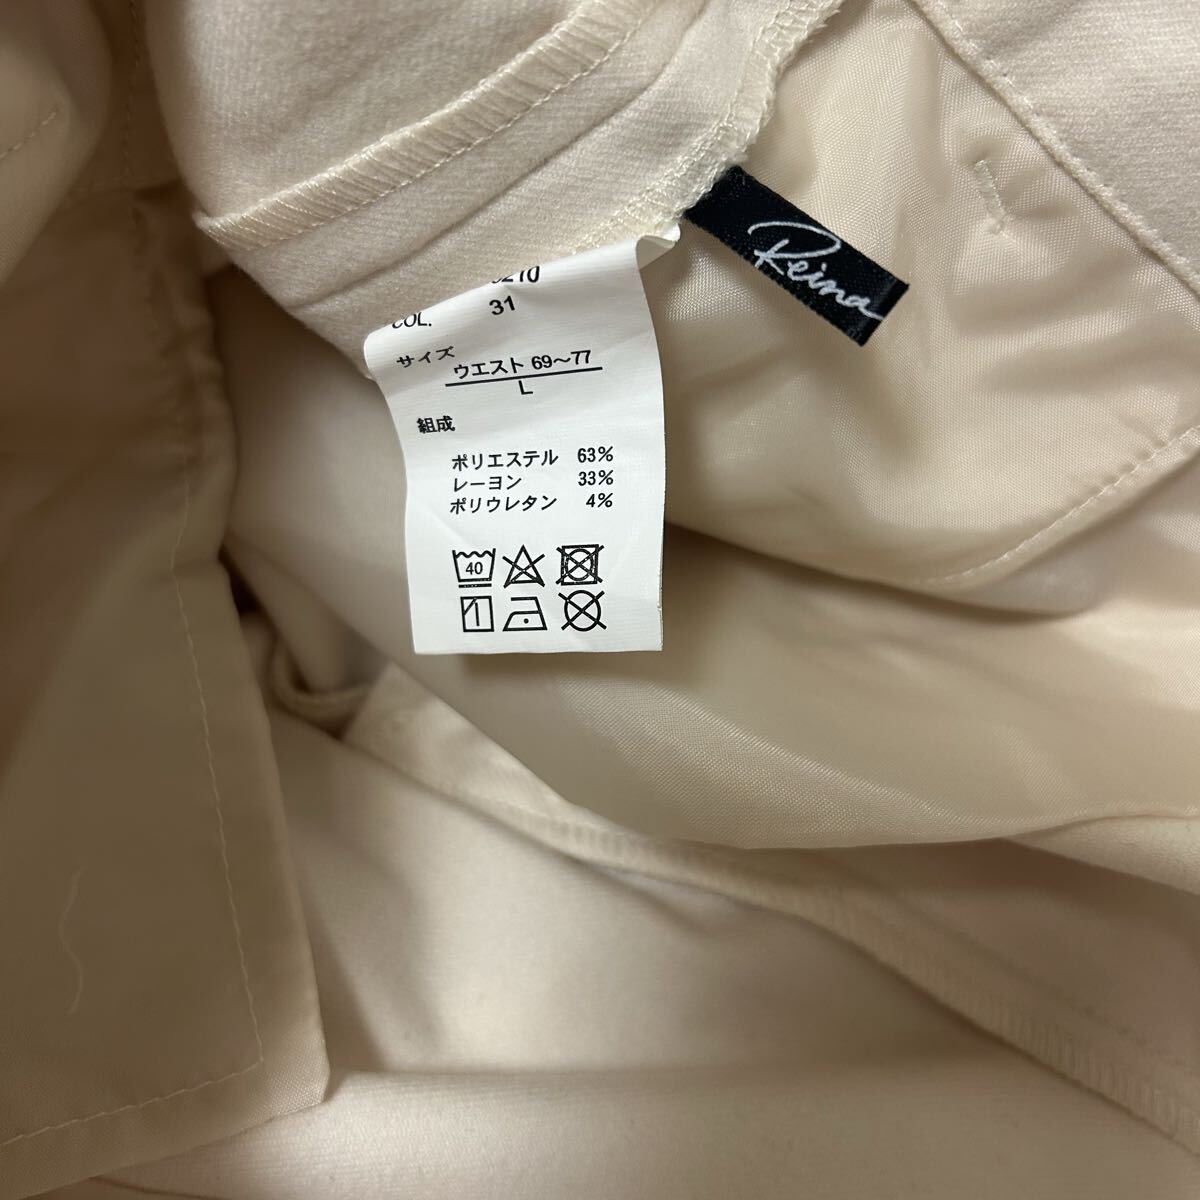 Reina
210
COL. 31
サイズ
ウエスト 69〜77
L
組成
ポリエステル 63%
レーヨン 33%
ポリウレタン 4%
40